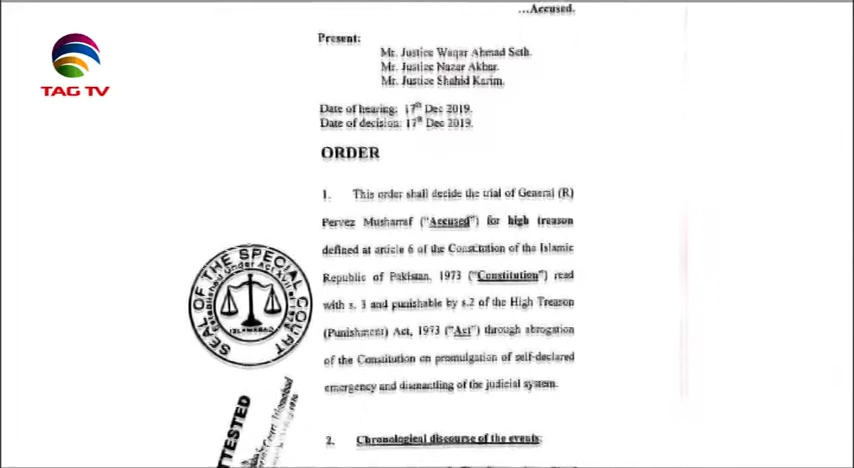 ...Accused.
TAG TV
Present:
Mr. Justice Waqar Ahmad Seth.
Mr. Justice Nazar Akbar.
Mr. Justice Shahid Karim.
Date of hearing: 17th Dec 2019.
Date of decision: 17th Dec 2019.
ORDER
1. This order shall decide the trial of General (R)
Pervez Musharraf ("Accused") for high treason
defined at article 6 of the Constitution of the Islamic
Republic of Pakistan, 1973 ("Constitution") read
with s. 3 and punishable by s.2 of the High Treason
(Punishment) Act, 1973 ("Act") through abrogation
of the Constitution on promulgation of self-declared
emergency and dismantling of the judicial system.
SEAL OF THE SPECIAL COURT
Established Under Act
ISLAMABAD
ATTESTED
2. Chronological discourse of the events: